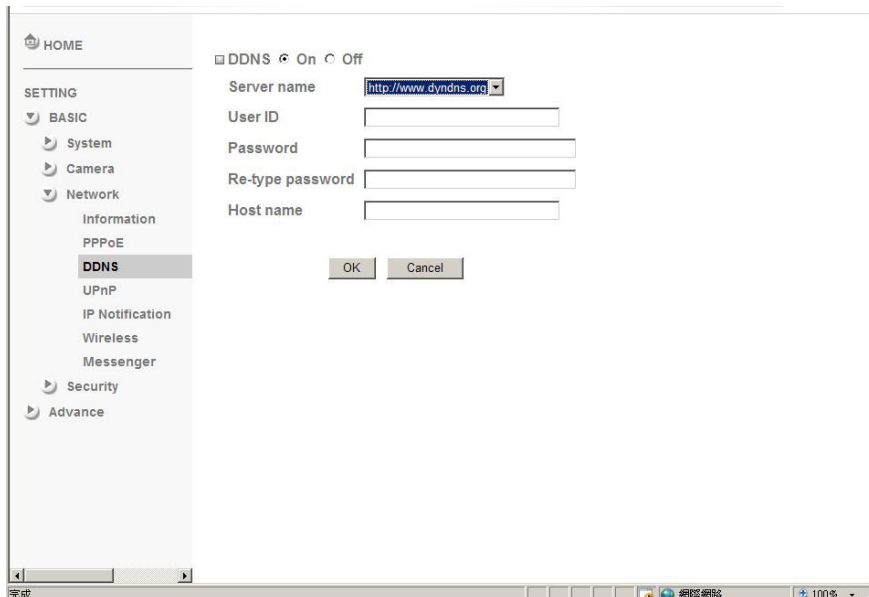 HOME
SETTING
BASIC
System
Camera
Network
Information
PPPoE
DDNS
UPnP
IP Notification
Wireless
Messenger
Security
Advance
DDNS On Off
Server name http://www.dyndns.org
User ID
Password
Re-type password
Host name
OK Cancel
完成 網際網路 100%